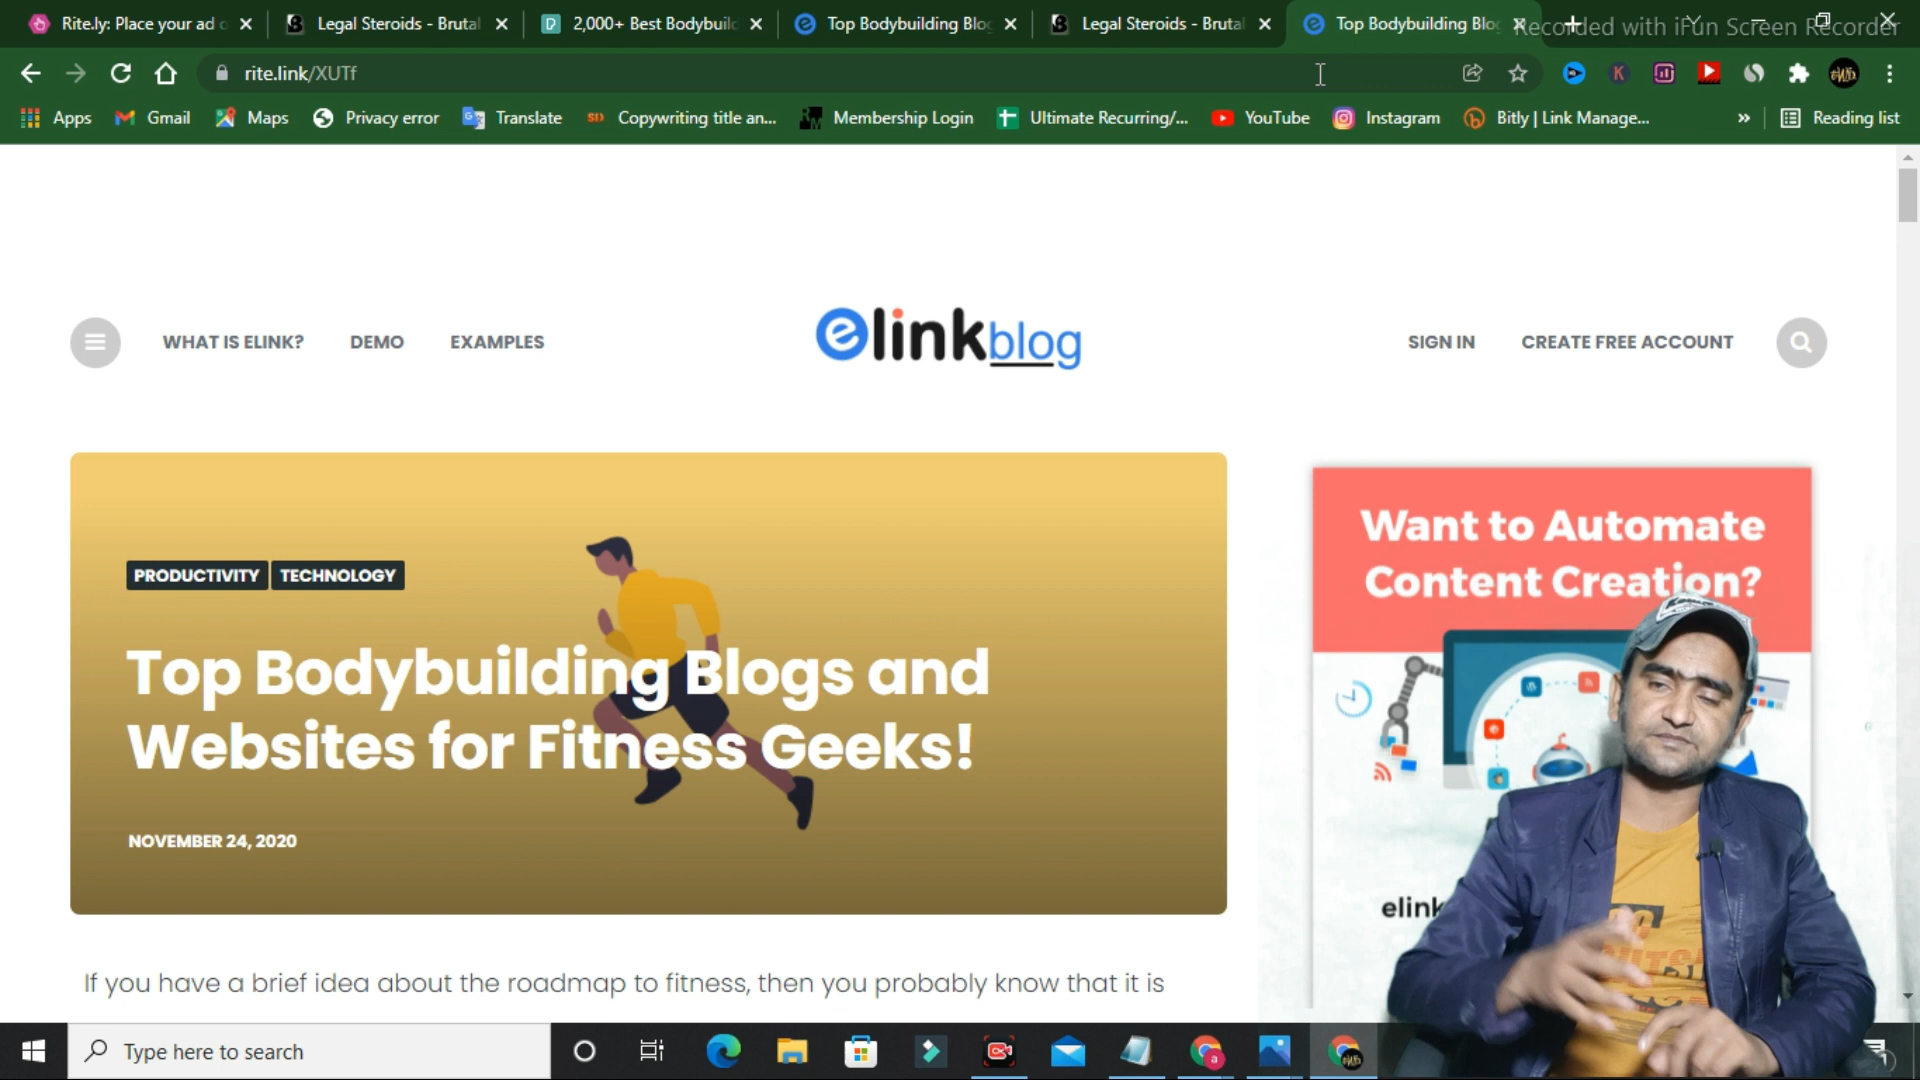 Rite.ly: Place your ad o
Legal Steroids - Brutal
2,000+ Best Bodybuild
Top Bodybuilding Blo
Legal Steroids - Brutal
Top Bodybuilding Blo
Recorded with iFun Screen Recorder
rite.link/XUTf
Apps
Gmail
Maps
Privacy error
Translate
Copywriting title an...
Membership Login
Ultimate Recurring/...
YouTube
Instagram
Bitly | Link Manage...
»
Reading list
WHAT IS ELINK?
DEMO
EXAMPLES
elinkblog
SIGN IN
CREATE FREE ACCOUNT
PRODUCTIVITY
TECHNOLOGY
Top Bodybuilding Blogs and
Websites for Fitness Geeks!
NOVEMBER 24, 2020
Want to Automate
Content Creation?
elink
If you have a brief idea about the roadmap to fitness, then you probably know that it is
Type here to search